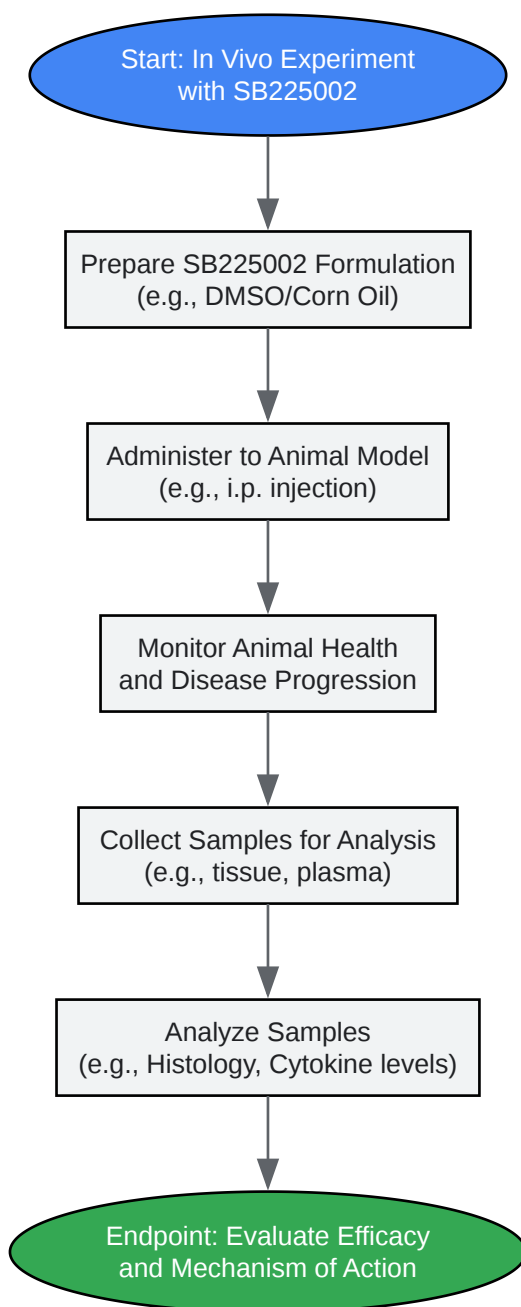 Start: In Vivo Experiment
with SB225002
Prepare SB225002 Formulation
(e.g., DMSO/Corn Oil)
Administer to Animal Model
(e.g., i.p. injection)
Monitor Animal Health
and Disease Progression
Collect Samples for Analysis
(e.g., tissue, plasma)
Analyze Samples
(e.g., Histology, Cytokine levels)
Endpoint: Evaluate Efficacy
and Mechanism of Action